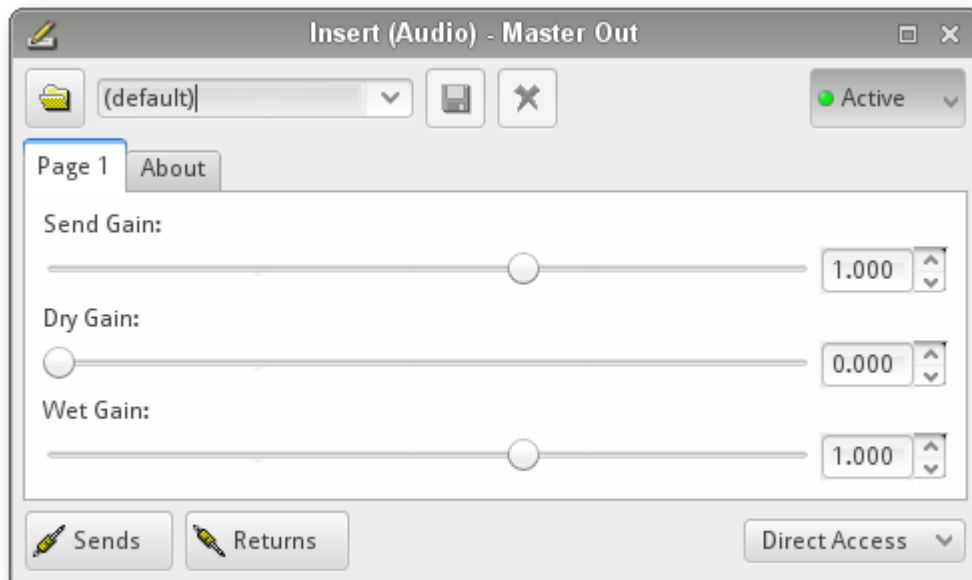 Insert (Audio) - Master Out
(default)
Active
Page 1
About
Send Gain:
1.000
Dry Gain:
0.000
Wet Gain:
1.000
Sends
Returns
Direct Access